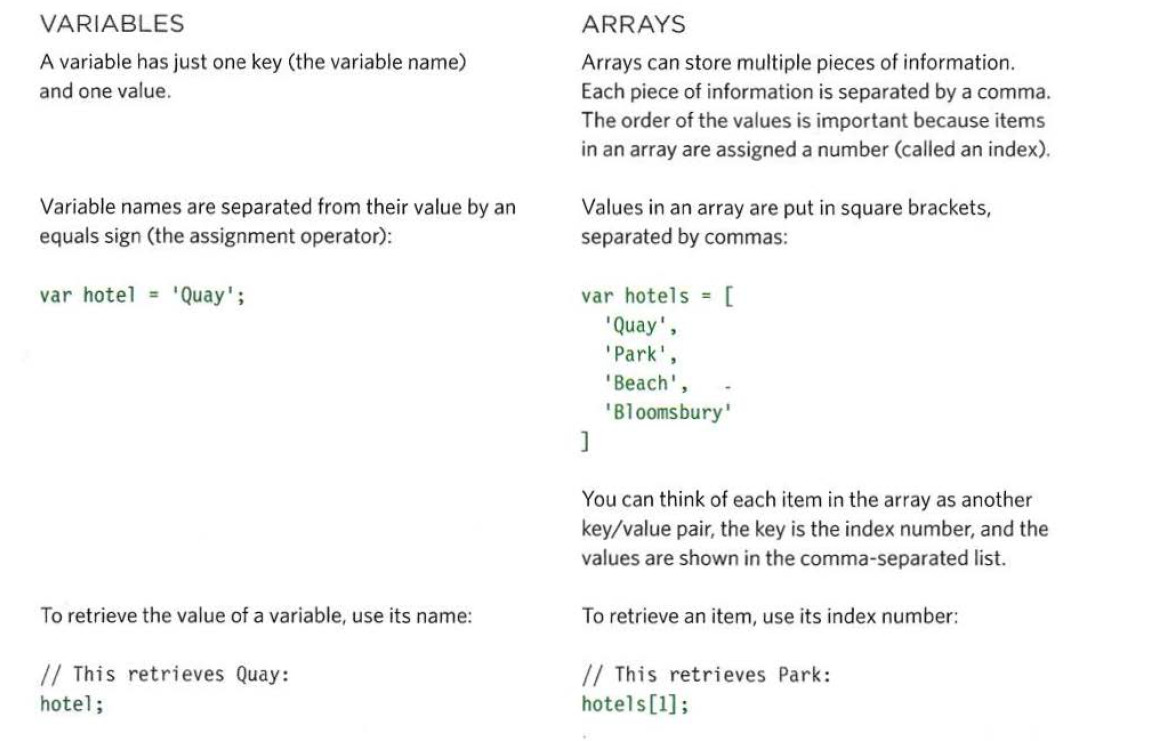 VARIABLES
A variable has just one key (the variable name)
and one value.
Variable names are separated from their value by an
equals sign (the assignment operator):
var hotel = 'Quay';
To retrieve the value of a variable, use its name:
// This retrieves Quay:
hotel;
ARRAYS
Arrays can store multiple pieces of information.
Each piece of information is separated by a comma.
The order of the values is important because items
in an array are assigned a number (called an index).
Values in an array are put in square brackets,
separated by commas:
var hotels = [
'Quay',
'Park',
'Beach',
'Bloomsbury'
]
You can think of each item in the array as another
key/value pair, the key is the index number, and the
values are shown in the comma-separated list.
To retrieve an item, use its index number:
// This retrieves Park:
hotels[1];